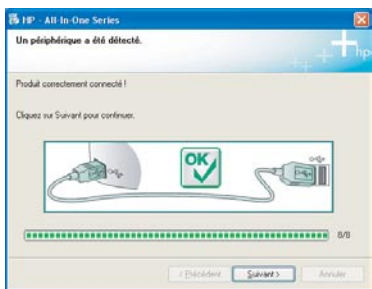 HP - All-In-One Series
Un périphérique a été détecté.
hp
Produit correctement connecté !
Cliquez sur Suivant pour continuer.
OK
8/8
< Précédent
Suivant >
Annuler